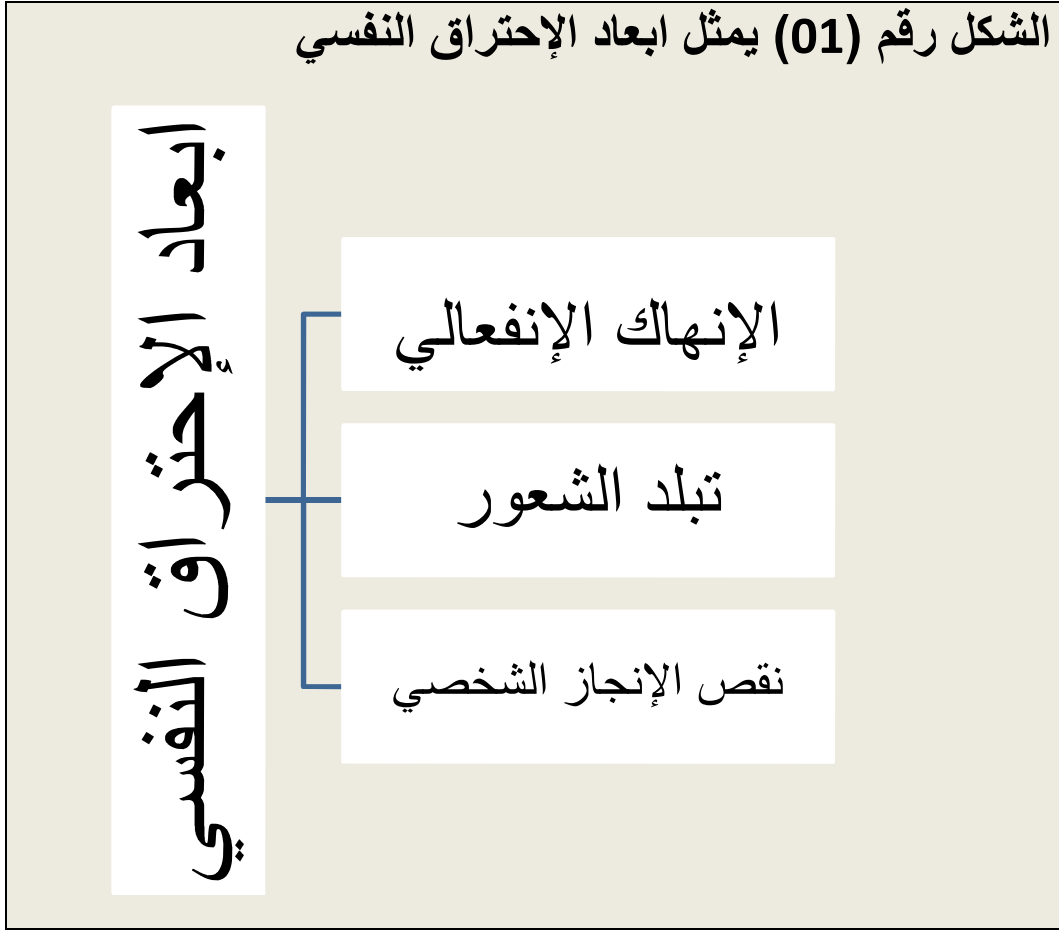 الشكل رقم (01) يمثل ابعاد الإحتراق النفسي
ابعاد الإحتراق النفسي
الإنهاك الإنفعالي
تبلد الشعور
نقص الإنجاز الشخصي